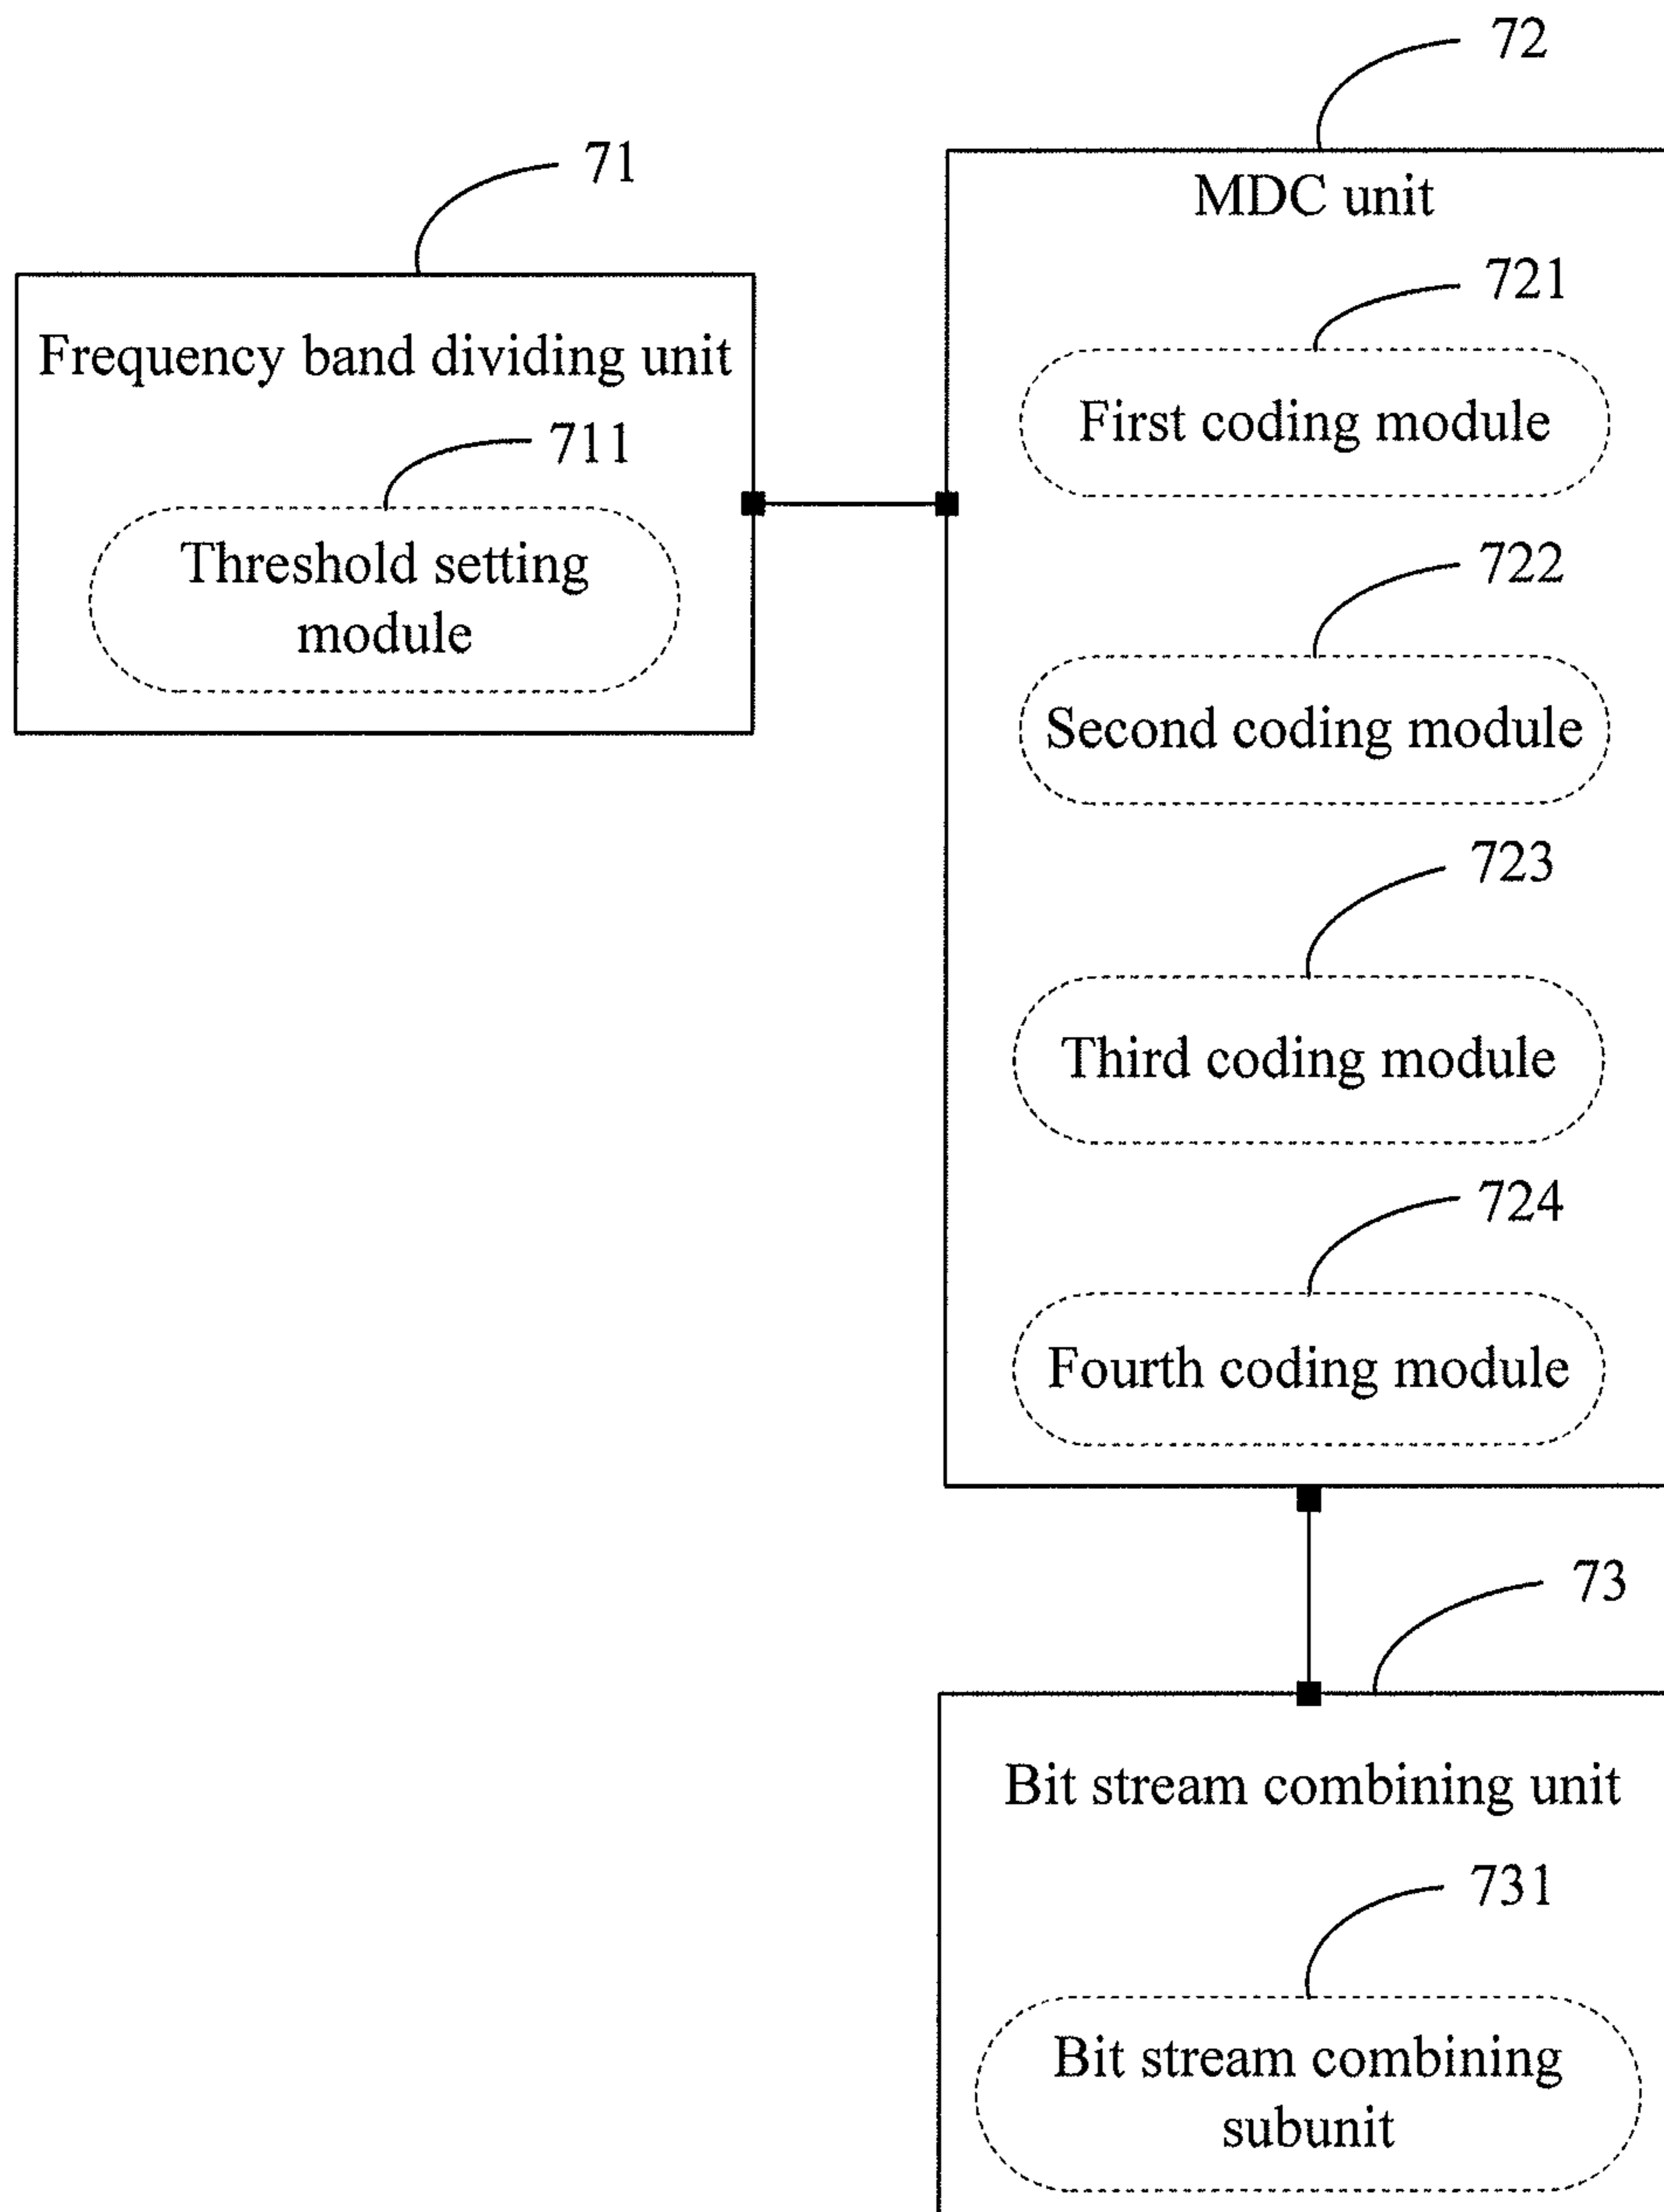 72
71
MDC unit
721
Frequency band dividing unit
First coding module
711
Threshold setting
module
722
Second coding module
723
Third coding module
724
Fourth coding module
73
Bit stream combining unit
731
Bit stream combining
subunit